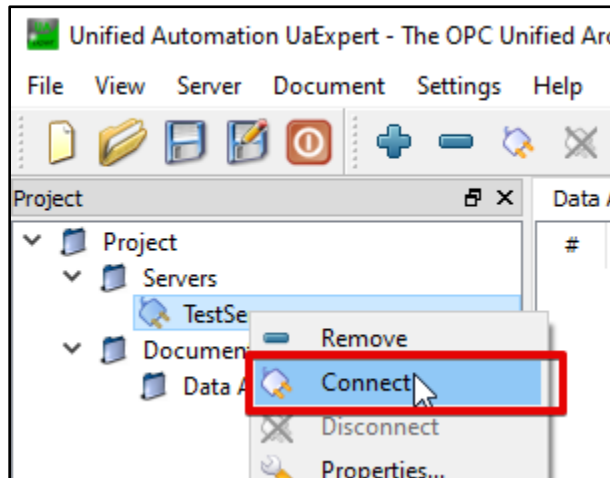 Unified Automation UaExpert - The OPC Unified Arc
File View Server Document Settings Help
Project
Data A
Project
#
Servers
TestSe
Remove
Documen
Data A
Connect
Disconnect
Properties...